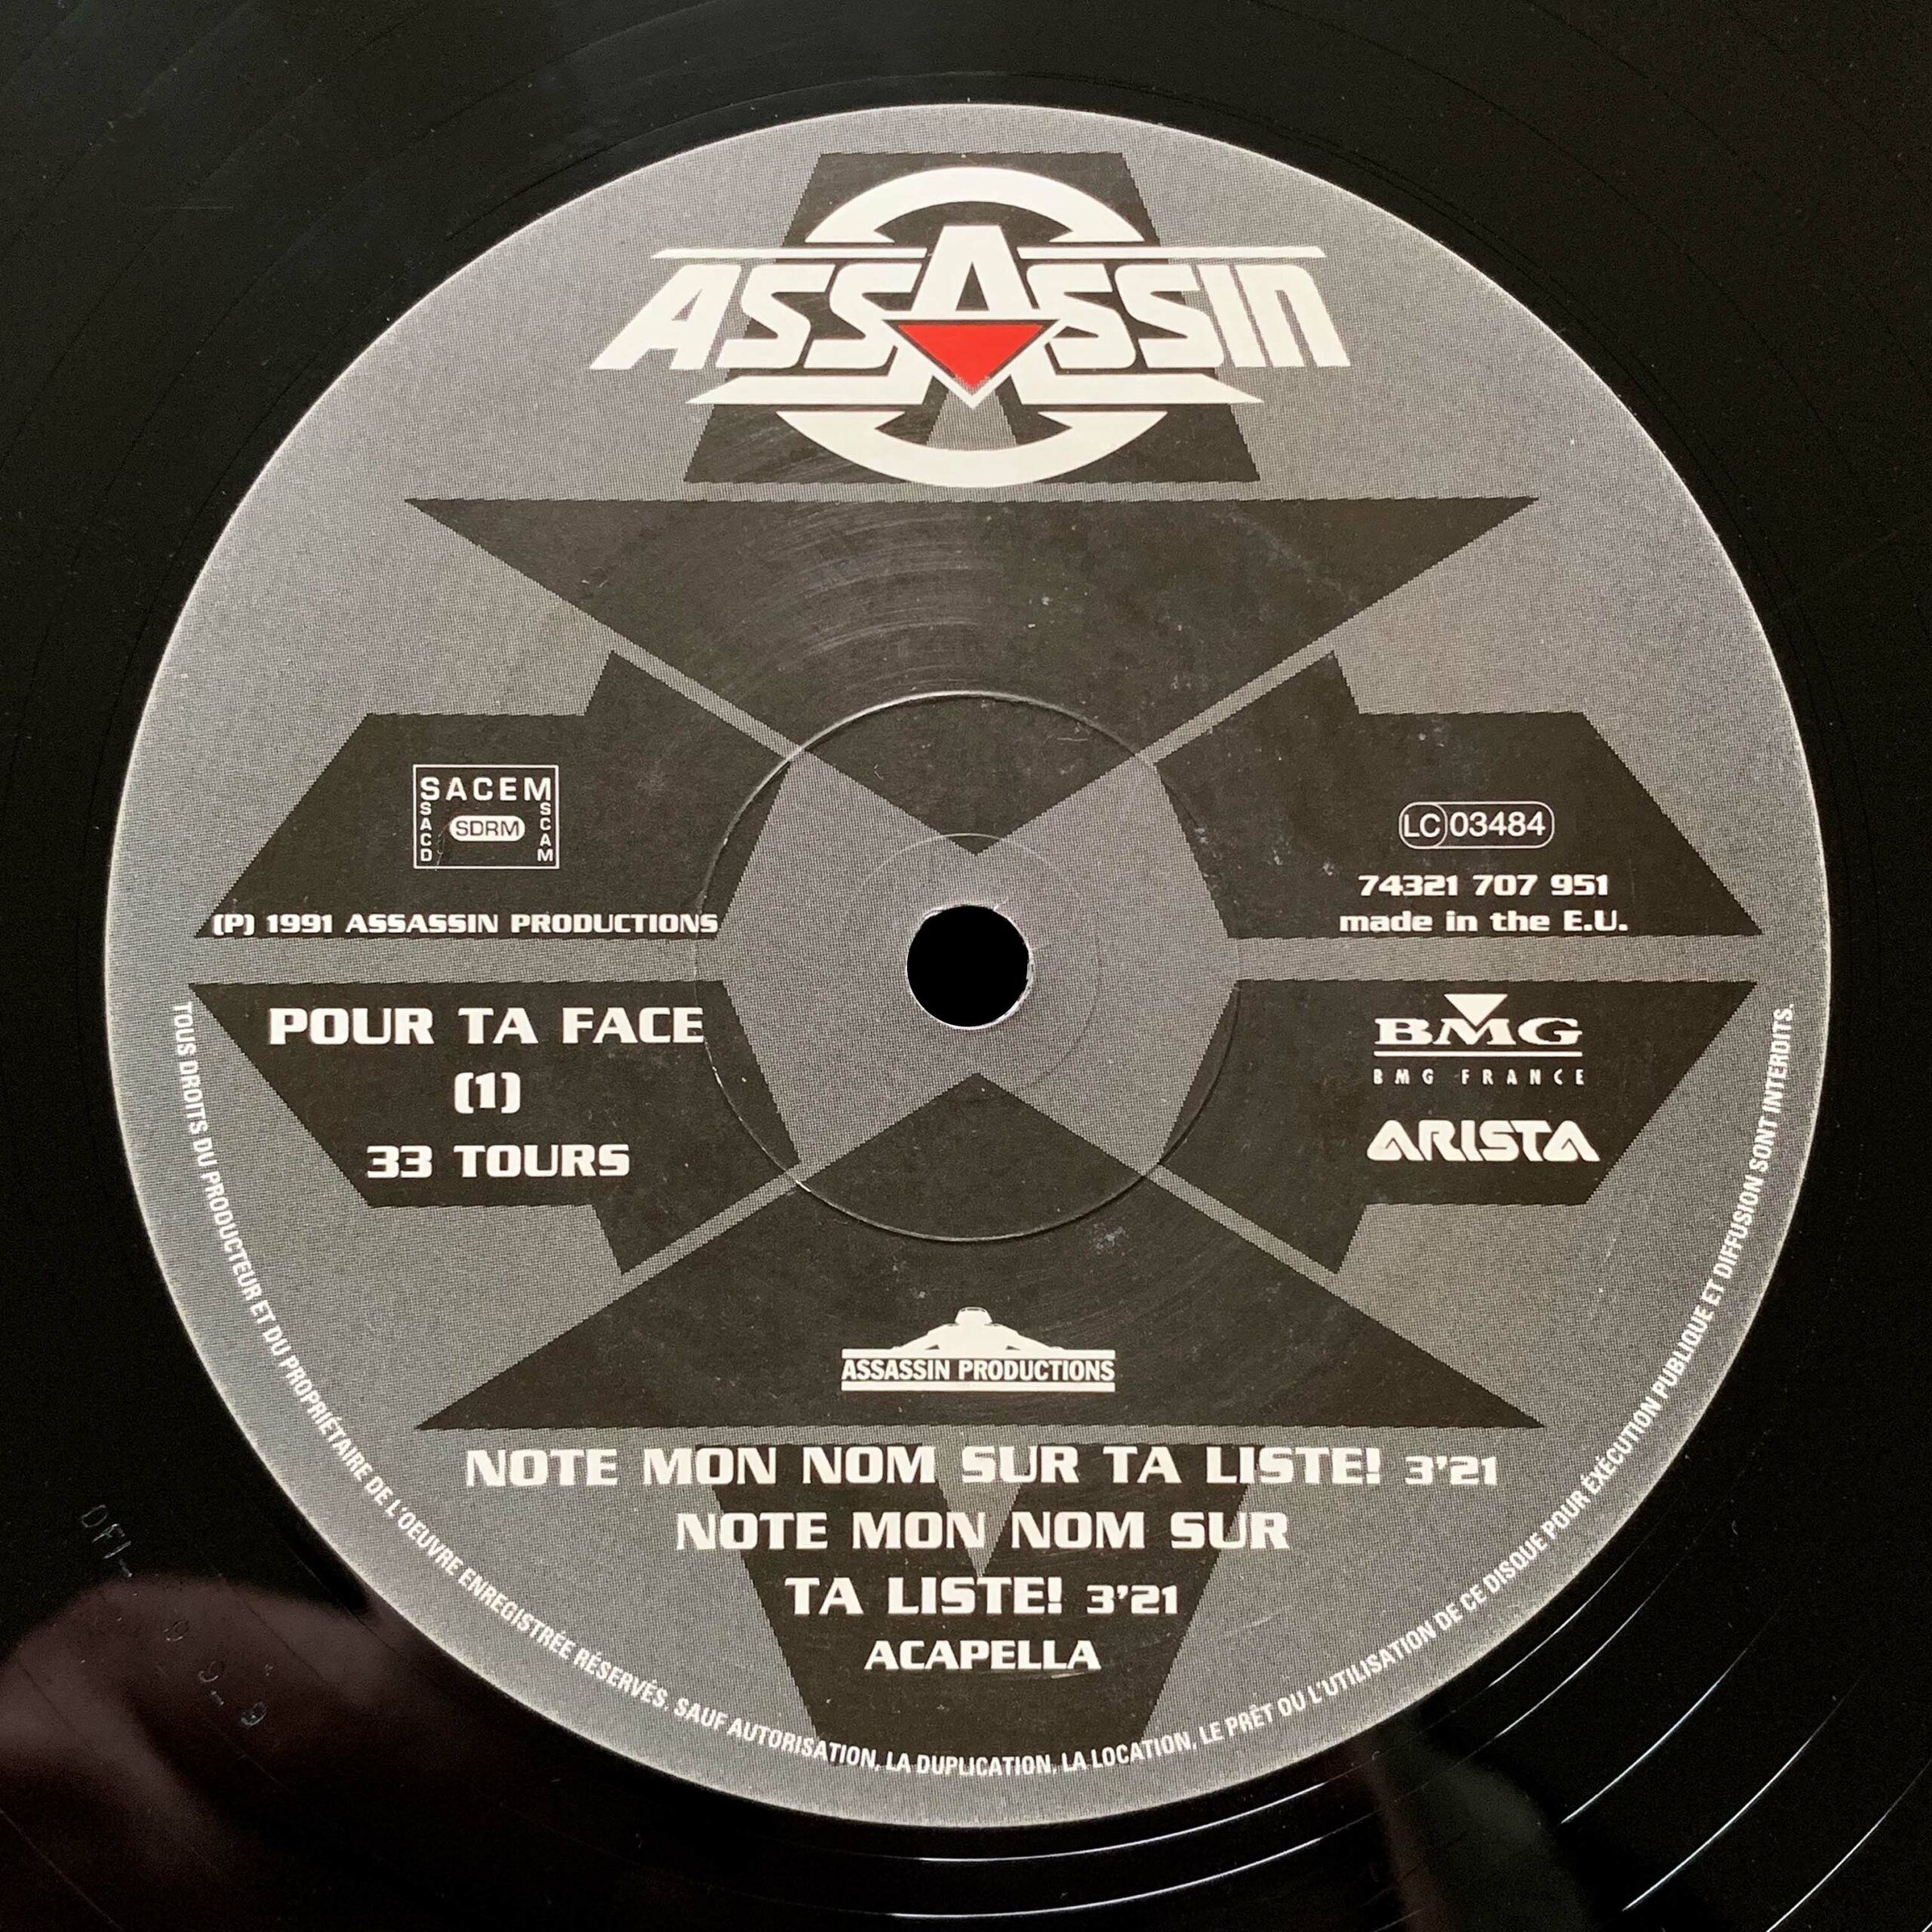 ASSASSIN
SACEM
SACD
SDRM
SCAM
(P) 1991 ASSASSIN PRODUCTIONS
LC 03484
74321 707 951
made in the E.U.
POUR TA FACE
(1)
33 TOURS
BMG
BMG FRANCE
ARISTA
ASSASSIN PRODUCTIONS
NOTE MON NOM SUR TA LISTE! 3'21
NOTE MON NOM SUR
TA LISTE! 3'21
ACAPELLA
TOUS DROITS DU PRODUCTEUR ET DU PROPRIÉTAIRE DE L'OEUVRE ENREGISTRÉE RÉSERVÉS. SAUF AUTORISATION, LA DUPLICATION, LA LOCATION, LE PRÊT OU L'UTILISATION DE CE DISQUE POUR ÉXÉCUTION PUBLIQUE ET DIFFUSION SONT INTERDITS.